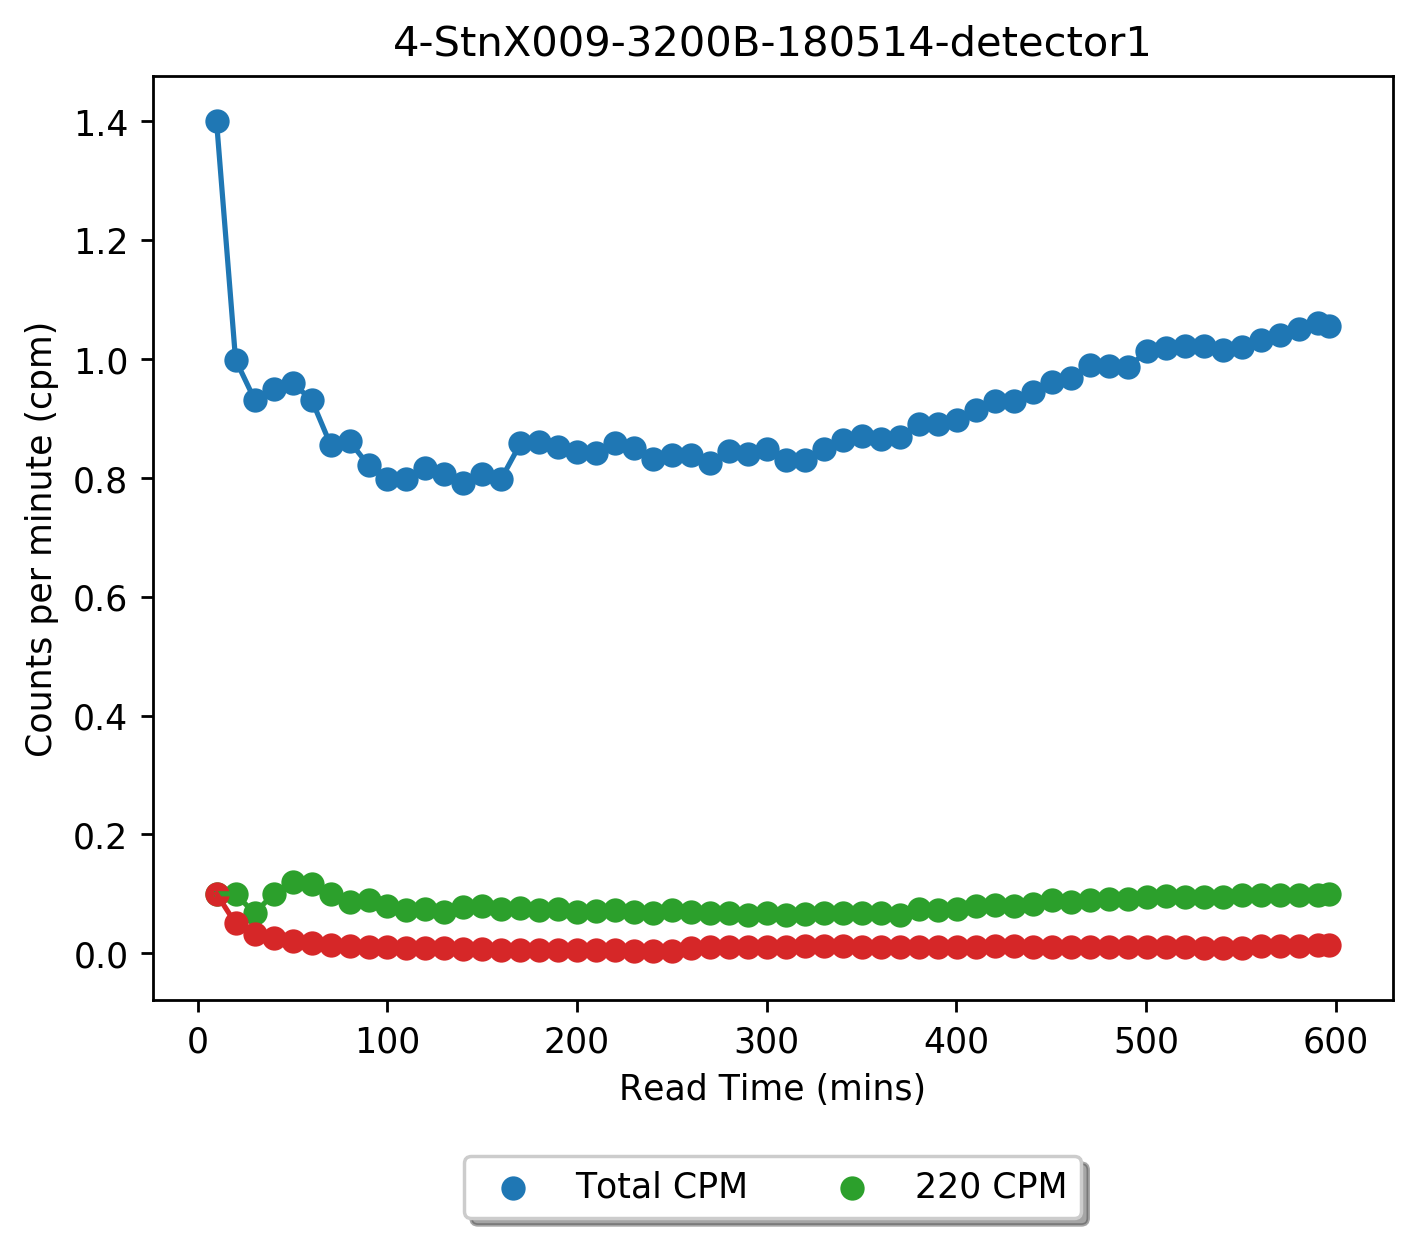 4-StnX009-3200B-180514-detector1
Counts per minute (cpm)
1.4
1.2
1.0
0.8
0.6
0.4
0.2
0.0
0 100 200 300 400 500 600
Read Time (mins)
Total CPM 220 CPM